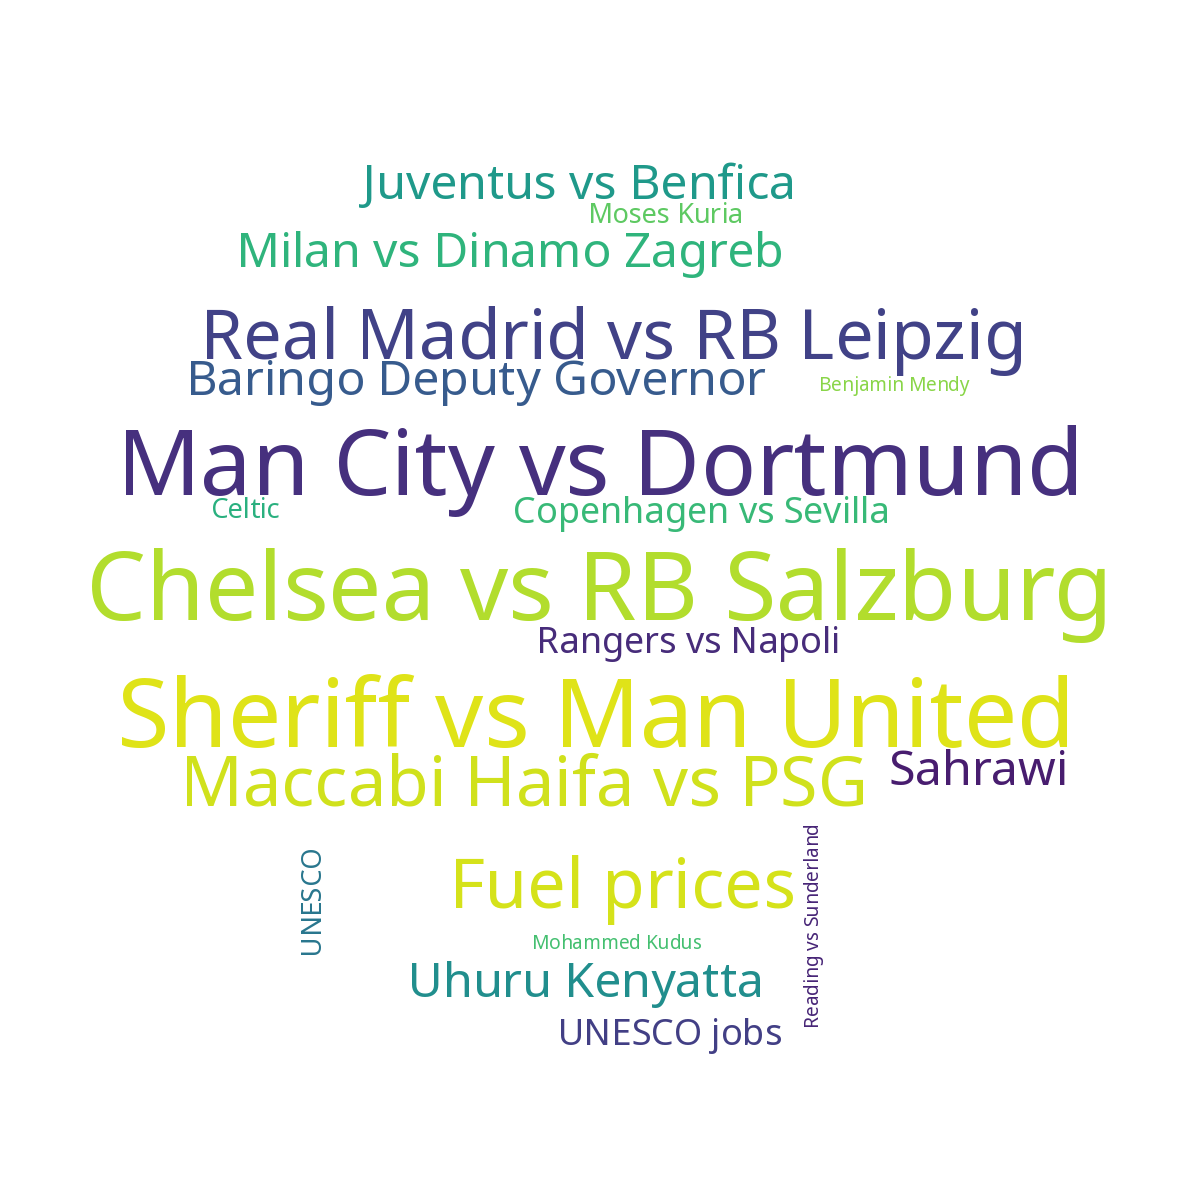 Juventus vs Benfica
Moses Kuria
Milan vs Dinamo Zagreb
Real Madrid vs RB Leipzig
Baringo Deputy Governor
Benjamin Mendy
Man City vs Dortmund
Celtic
Copenhagen vs Sevilla
Chelsea vs RB Salzburg
Rangers vs Napoli
Sheriff vs Man United
Maccabi Haifa vs PSG
Sahrawi
UNESCO
Fuel prices
Reading vs Sunderland
Mohammed Kudus
Uhuru Kenyatta
UNESCO jobs